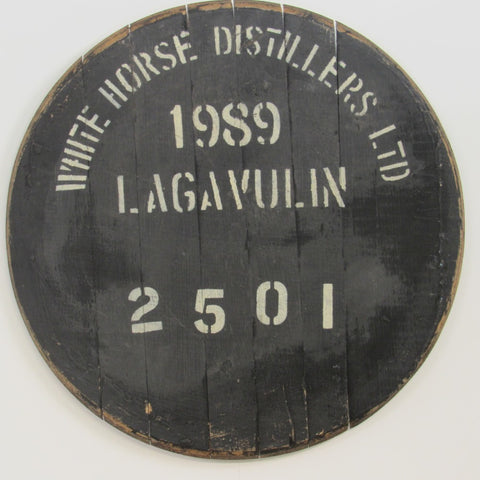 WHITE HORSE DISTILLERS LTD
1989
LAGAVULIN
2501